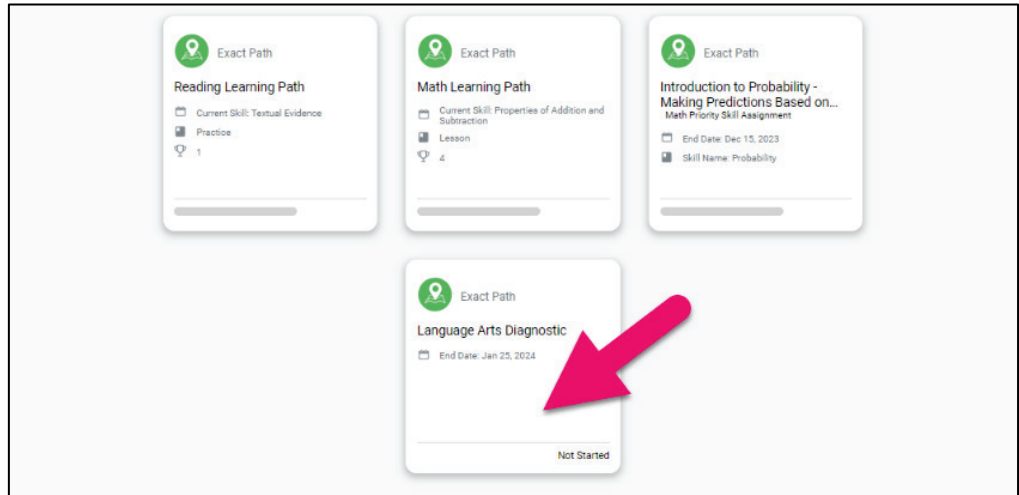 Exact Path
Reading Learning Path
Current Skill: Textual Evidence
Practice
1
Exact Path
Math Learning Path
Current Skill: Properties of Addition and
Subtraction
Lesson
4
Exact Path
Introduction to Probability -
Making Predictions Based on...
Math Priority Skill Assignment
End Date: Dec 15, 2023
Skill Name: Probability
Exact Path
Language Arts Diagnostic
End Date: Jan 25, 2024
Not Started